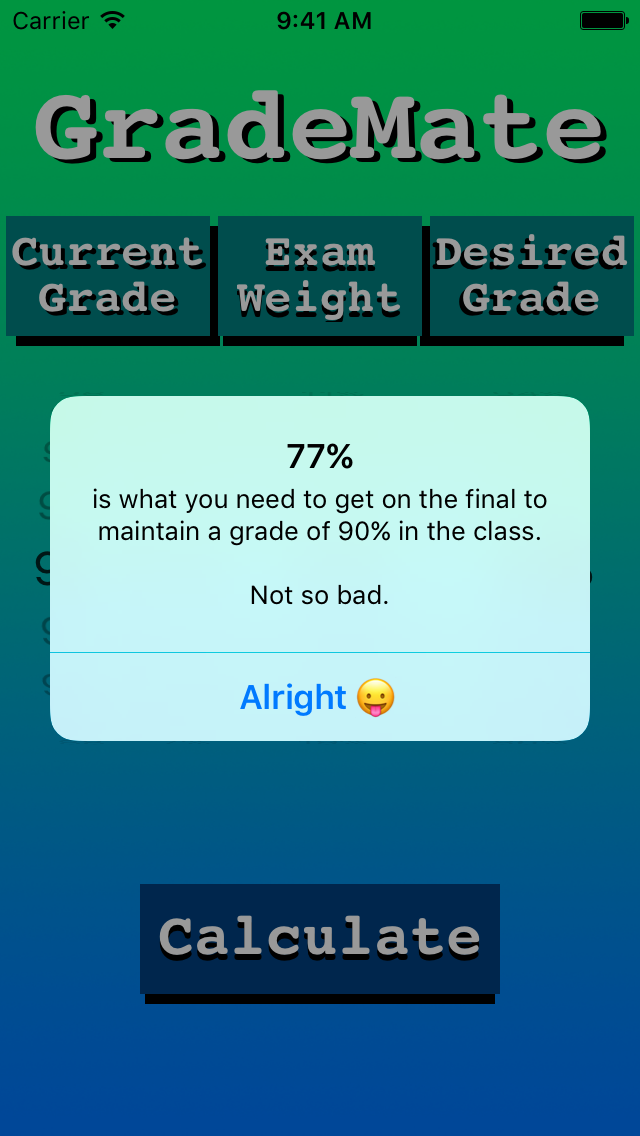 Carrier 9:41 AM
GradeMate
Current Exam Desired
Grade Weight Grade
77%
is what you need to get on the final to
maintain a grade of 90% in the class.
Not so bad.
Alright 😛
Calculate